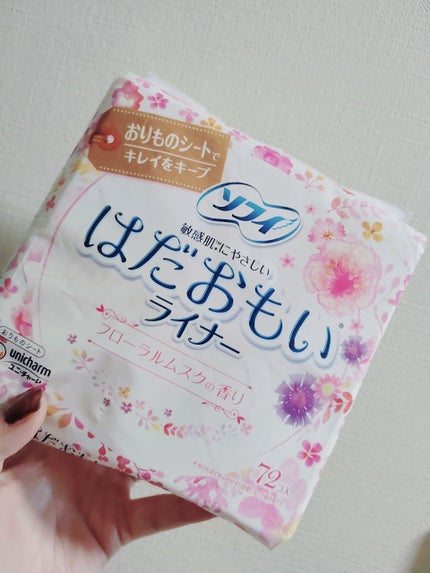 おりものシートで
キレイをキープ
ソフィ
敏感肌にやさしい
はだおもい®
ライナー
フローラルムスクの香り
おりものシート
unicharm
ユニ・チャーム
72コ入